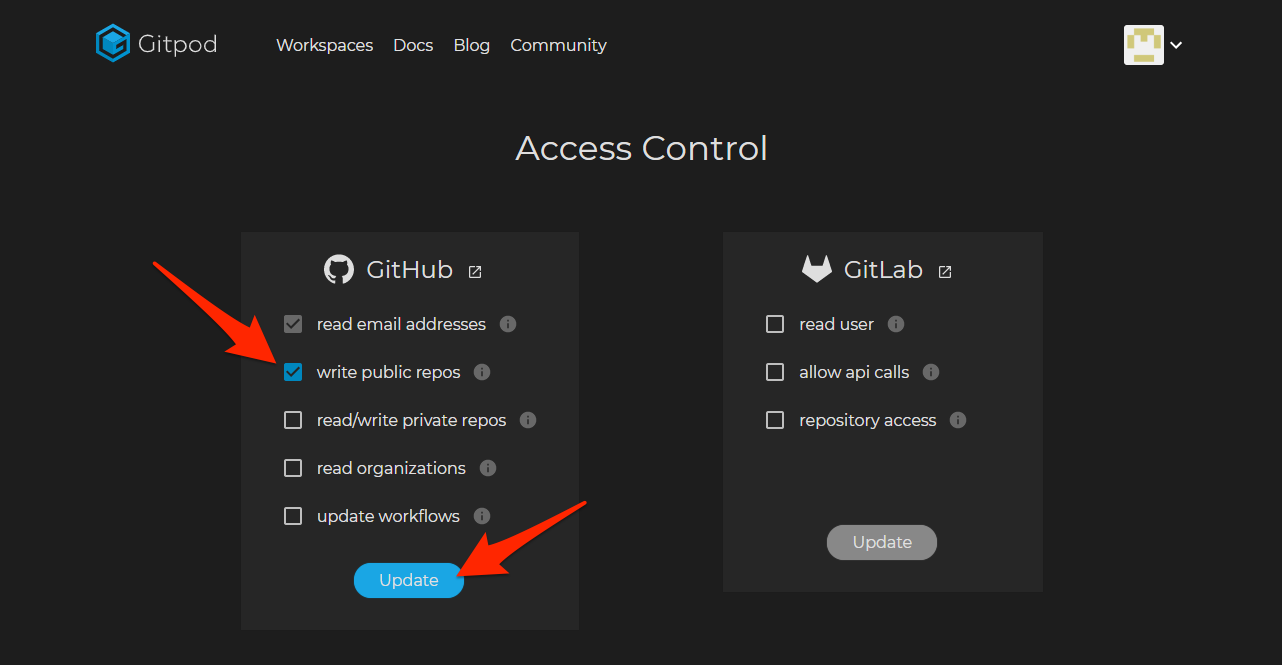 Gitpod
Workspaces Docs Blog Community
Access Control
GitHub
read email addresses
write public repos
read/write private repos
read organizations
update workflows
Update
GitLab
read user
allow api calls
repository access
Update